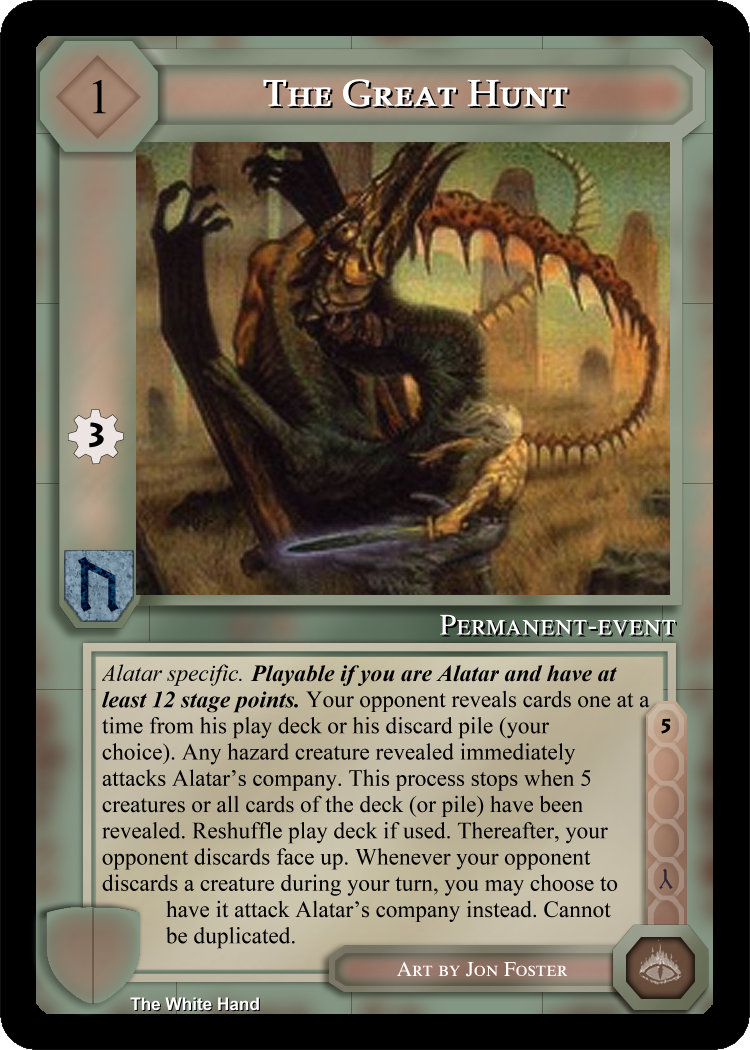 1
The Great Hunt
3
Permanent-event
Alatar specific. Playable if you are Alatar and have at
least 12 stage points. Your opponent reveals cards one at a
time from his play deck or his discard pile (your
choice). Any hazard creature revealed immediately
attacks Alatar’s company. This process stops when 5
creatures or all cards of the deck (or pile) have been
revealed. Reshuffle play deck if used. Thereafter, your
opponent discards face up. Whenever your opponent
discards a creature during your turn, you may choose to
have it attack Alatar’s company instead. Cannot
be duplicated.
5
Art by Jon Foster
The White Hand